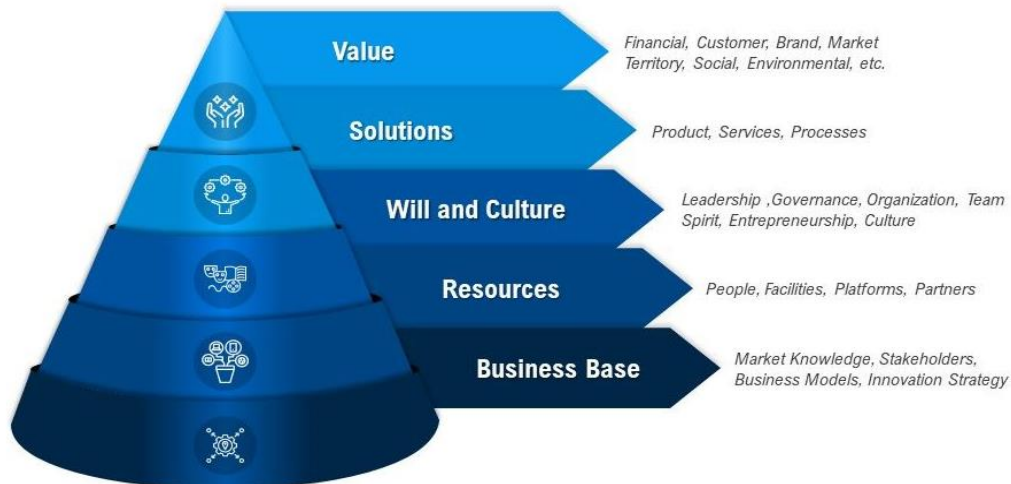 Value
Financial, Customer, Brand, Market
Territory, Social, Environmental, etc.
Solutions
Product, Services, Processes
Will and Culture
Leadership ,Governance, Organization, Team
Spirit, Entrepreneurship, Culture
Resources
People, Facilities, Platforms, Partners
Business Base
Market Knowledge, Stakeholders,
Business Models, Innovation Strategy